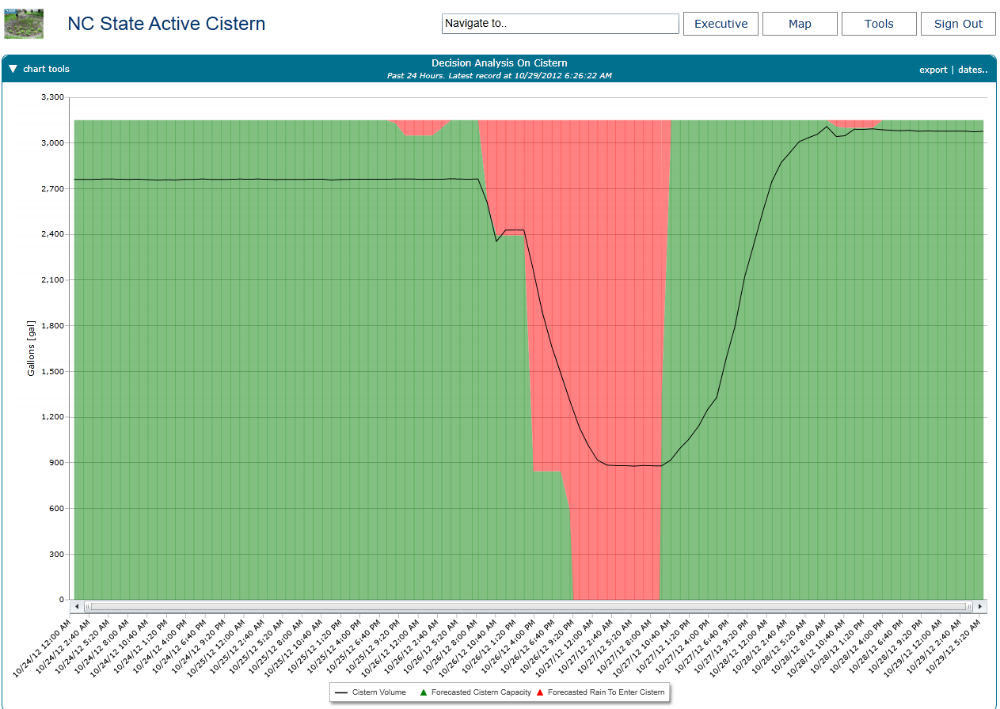 NC State Active Cistern
Navigate to..
Executive
Map
Tools
Sign Out
▼ chart tools
Decision Analysis On Cistern
Past 24 Hours. Latest record at 10/29/2012 6:26:22 AM
export | dates..
Gallons [gal]
3,300
3,000
2,700
2,400
2,100
1,800
1,500
1,200
900
600
300
0
10/24/12 12:00 AM
10/24/12 2:40 AM
10/24/12 5:20 AM
10/24/12 8:00 AM
10/24/12 10:40 AM
10/24/12 1:20 PM
10/24/12 4:00 PM
10/24/12 6:40 PM
10/24/12 9:20 PM
10/25/12 12:00 AM
10/25/12 2:40 AM
10/25/12 5:20 AM
10/25/12 8:00 AM
10/25/12 10:40 AM
10/25/12 1:20 PM
10/25/12 4:00 PM
10/25/12 6:40 PM
10/25/12 9:20 PM
10/26/12 12:00 AM
10/26/12 2:40 AM
10/26/12 5:20 AM
10/26/12 8:00 AM
10/26/12 10:40 AM
10/26/12 1:20 PM
10/26/12 4:00 PM
10/26/12 6:40 PM
10/26/12 9:20 PM
10/27/12 12:00 AM
10/27/12 2:40 AM
10/27/12 5:20 AM
10/27/12 8:00 AM
10/27/12 10:40 AM
10/27/12 1:20 PM
10/27/12 4:00 PM
10/27/12 6:40 PM
10/27/12 9:20 PM
10/28/12 12:00 AM
10/28/12 2:40 AM
10/28/12 5:20 AM
10/28/12 8:00 AM
10/28/12 10:40 AM
10/28/12 1:20 PM
10/28/12 4:00 PM
10/28/12 6:40 PM
10/28/12 9:20 PM
10/29/12 12:00 AM
10/29/12 2:40 AM
10/29/12 5:20 AM
Cistern Volume
Forecasted Cistern Capacity
Forecasted Rain To Enter Cistern